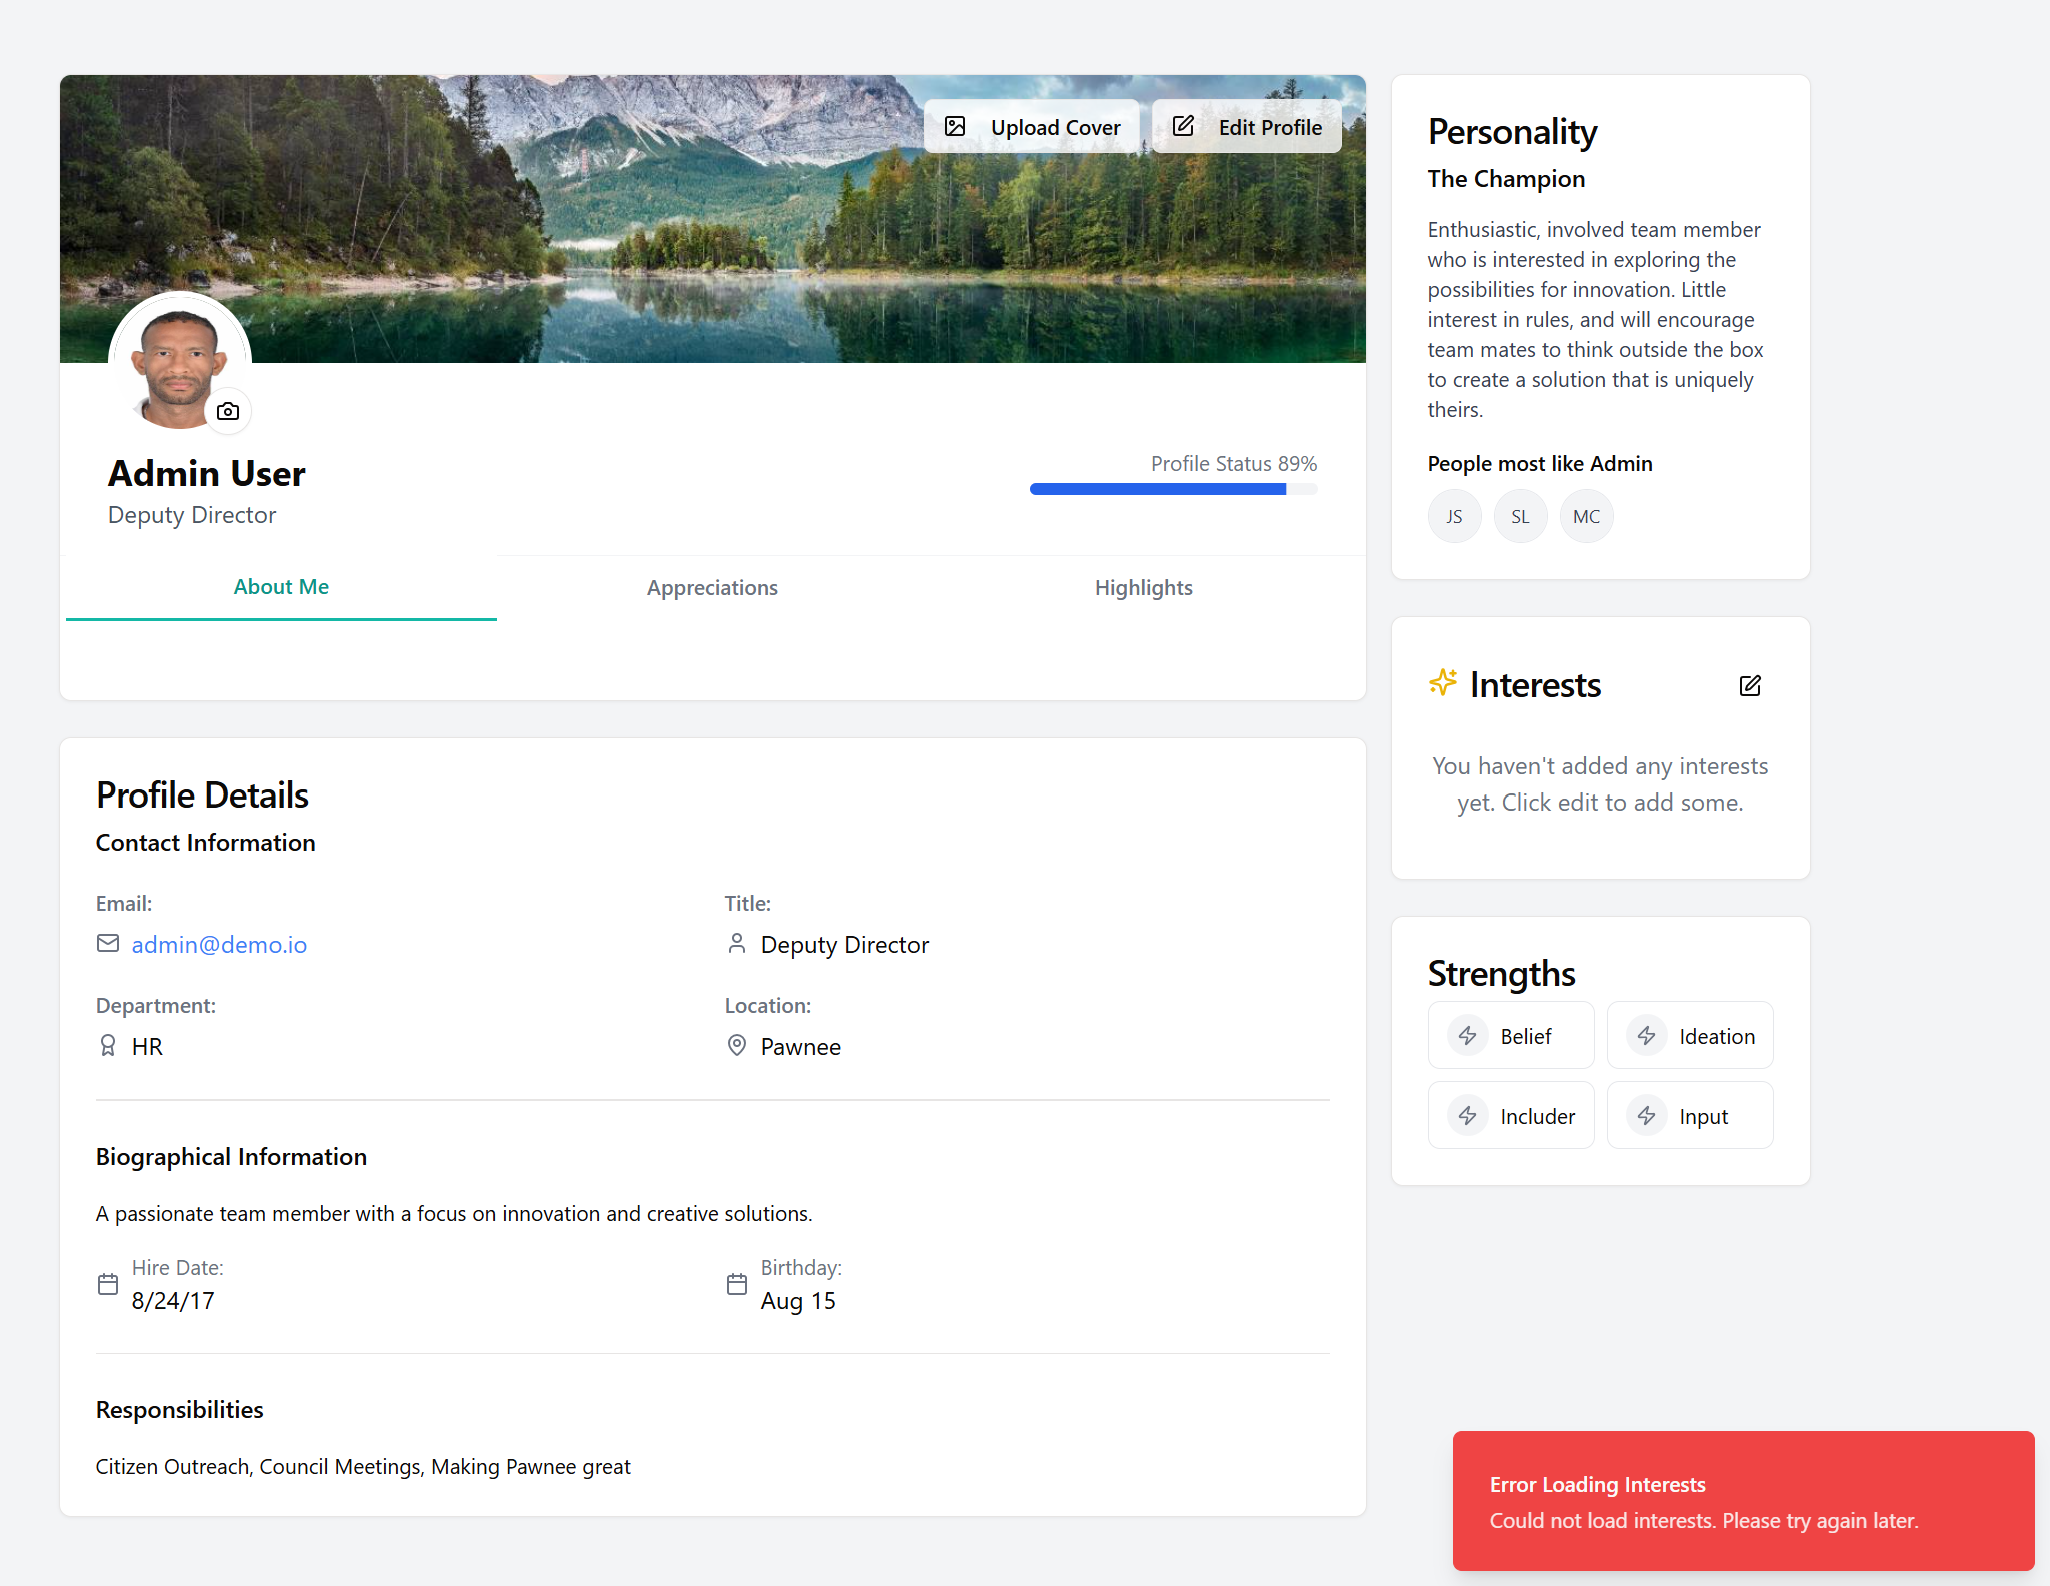 Upload Cover
Edit Profile
Admin User
Deputy Director
Profile Status 89%
About Me
Appreciations
Highlights
Profile Details
Contact Information
Email:
admin@demo.io
Title:
Deputy Director
Department:
HR
Location:
Pawnee
Biographical Information
A passionate team member with a focus on innovation and creative solutions.
Hire Date:
8/24/17
Birthday:
Aug 15
Responsibilities
Citizen Outreach, Council Meetings, Making Pawnee great
Personality
The Champion
Enthusiastic, involved team member
who is interested in exploring the
possibilities for innovation. Little
interest in rules, and will encourage
team mates to think outside the box
to create a solution that is uniquely
theirs.
People most like Admin
JS
SL
MC
Interests
You haven't added any interests
yet. Click edit to add some.
Strengths
Belief
Ideation
Includer
Input
Error Loading Interests
Could not load interests. Please try again later.